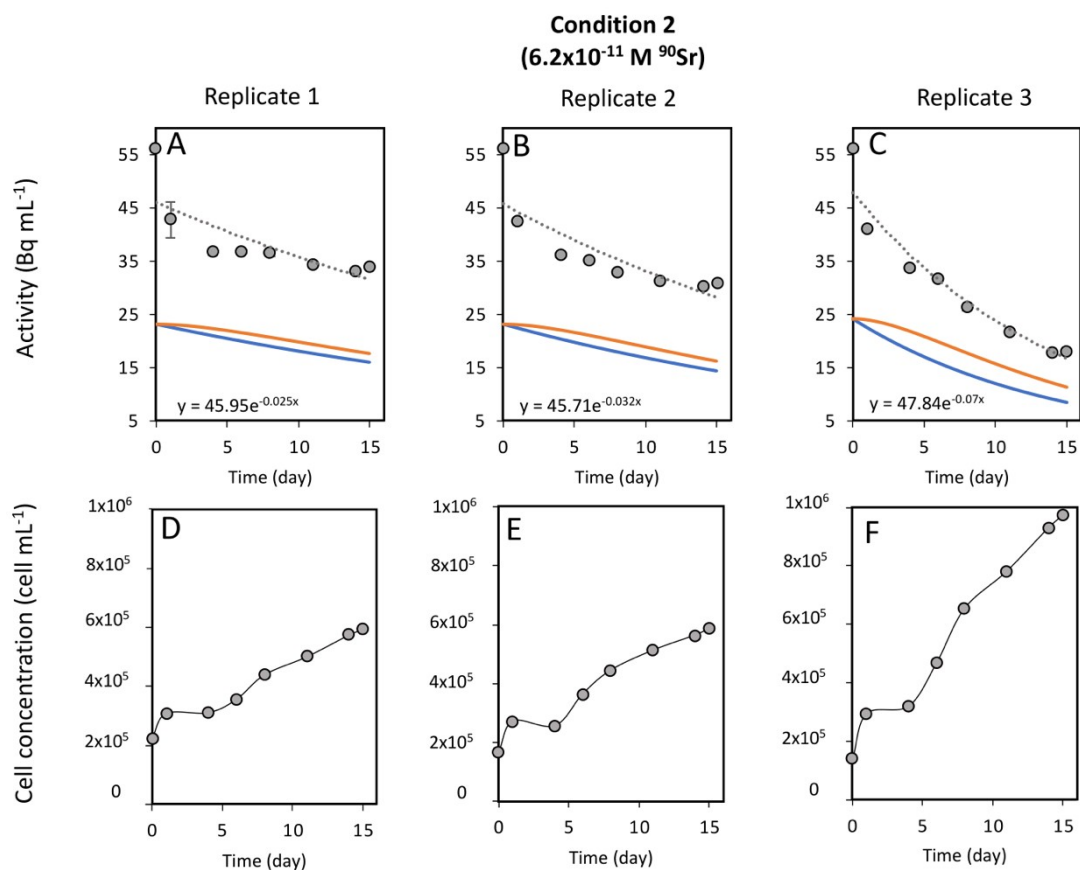 Condition 2
(6.2x10⁻¹¹ M ⁹⁰Sr)
Replicate 1
Replicate 2
Replicate 3
Activity (Bq mL⁻¹)
A
55
45
35
25
15
5
y = 45.95e⁻⁰·⁰²⁵ˣ
0 5 10 15
Time (day)
B
55
45
35
25
15
5
y = 45.71e⁻⁰·⁰³²ˣ
0 5 10 15
Time (day)
C
55
45
35
25
15
5
y = 47.84e⁻⁰·⁰⁷ˣ
0 5 10 15
Time (day)
Cell concentration (cell mL⁻¹)
D
1x10⁶
8x10⁵
6x10⁵
4x10⁵
2x10⁵
0
0 5 10 15
Time (day)
E
1x10⁶
8x10⁵
6x10⁵
4x10⁵
2x10⁵
0
0 5 10 15
Time (day)
F
1x10⁶
8x10⁵
6x10⁵
4x10⁵
2x10⁵
0
0 5 10 15
Time (day)